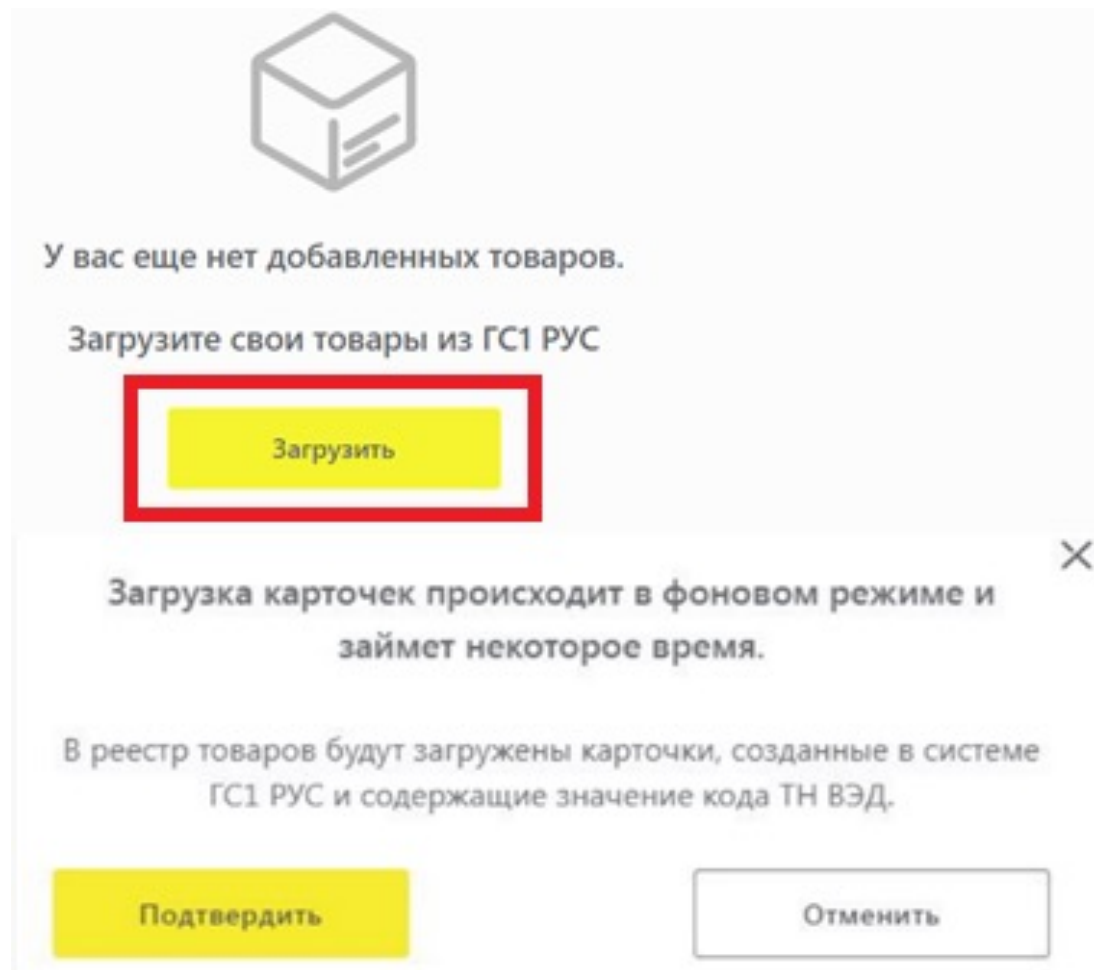 У вас еще нет добавленных товаров.
Загрузите свои товары из ГС1 РУС
Загрузить
Загрузка карточек происходит в фоновом режиме и
займет некоторое время.
В реестр товаров будут загружены карточки, созданные в системе
ГС1 РУС и содержащие значение кода ТН ВЭД.
Подтвердить
Отменить